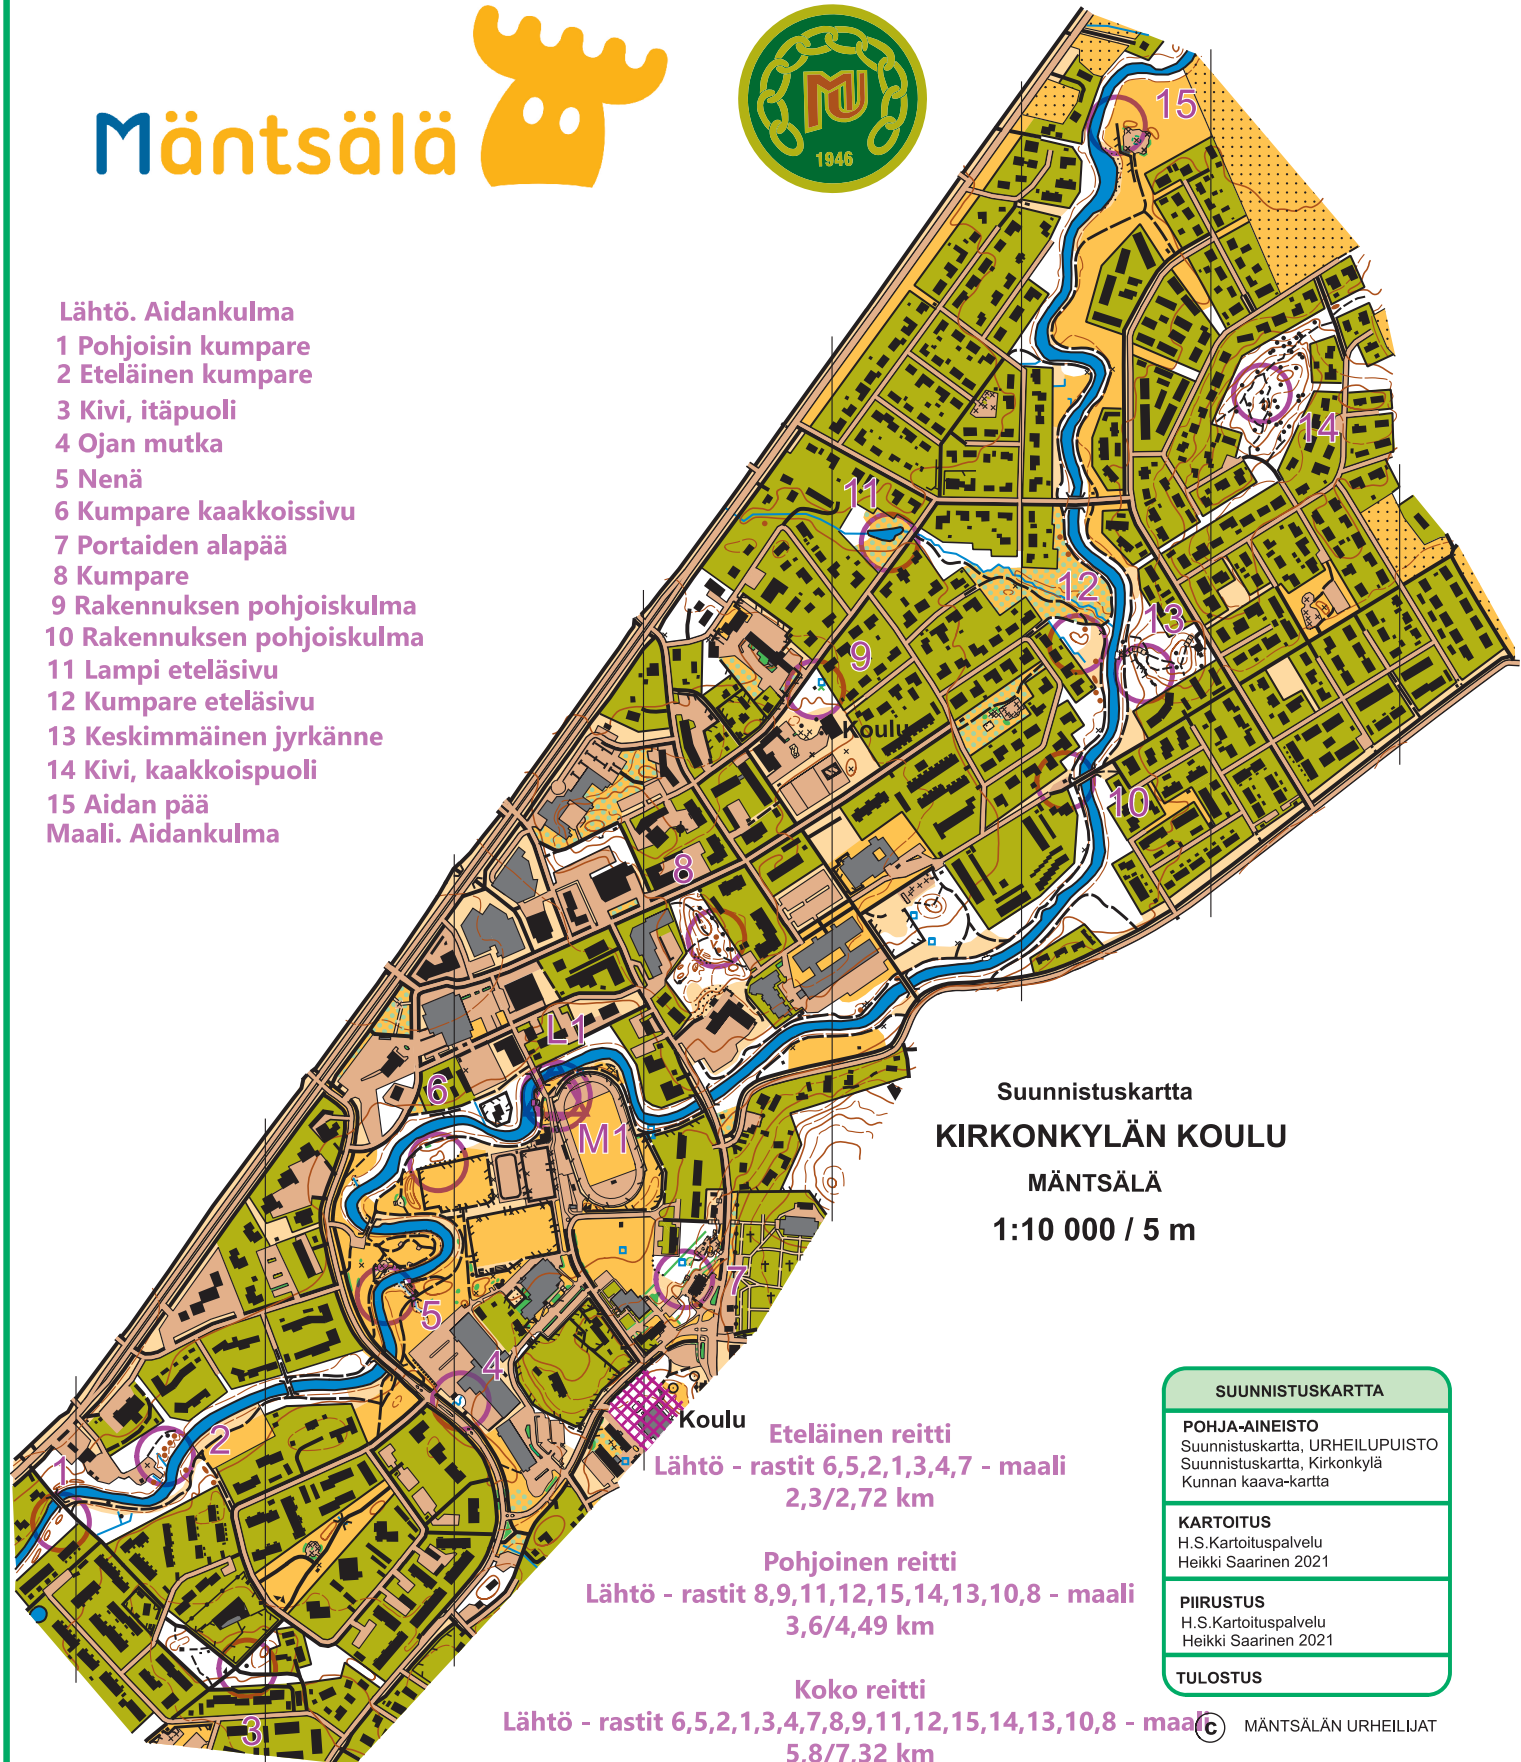 Mäntsälä
MU
1946
Lähtö. Aidankulma
1 Pohjoisin kumpare
2 Eteläinen kumpare
3 Kivi, itäpuoli
4 Ojan mutka
5 Nenä
6 Kumpare kaakkoissivu
7 Portaiden alapää
8 Kumpare
9 Rakennuksen pohjoiskulma
10 Rakennuksen pohjoiskulma
11 Lampi eteläsivu
12 Kumpare eteläsivu
13 Keskimmäinen jyrkänne
14 Kivi, kaakkoispuoli
15 Aidan pää
Maali. Aidankulma
15
14
11
12
13
9
Koulu
10
8
L1
6
M1
7
5
4
2
1
3
Koulu
Suunnistuskartta
KIRKONKYLÄN KOULU
MÄNTSÄLÄ
1:10 000 / 5 m
Eteläinen reitti
Lähtö - rastit 6,5,2,1,3,4,7 - maali
2,3/2,72 km
Pohjoinen reitti
Lähtö - rastit 8,9,11,12,15,14,13,10,8 - maali
3,6/4,49 km
Koko reitti
Lähtö - rastit 6,5,2,1,3,4,7,8,9,11,12,15,14,13,10,8 - maali
5,8/7,32 km
SUUNNISTUSKARTTA
POHJA-AINEISTO
Suunnistuskartta, URHEILUPUISTO
Suunnistuskartta, Kirkonkylä
Kunnan kaava-kartta
KARTOITUS
H.S.Kartoituspalvelu
Heikki Saarinen 2021
PIIRUSTUS
H.S.Kartoituspalvelu
Heikki Saarinen 2021
TULOSTUS
© MÄNTSÄLÄN URHEILIJAT